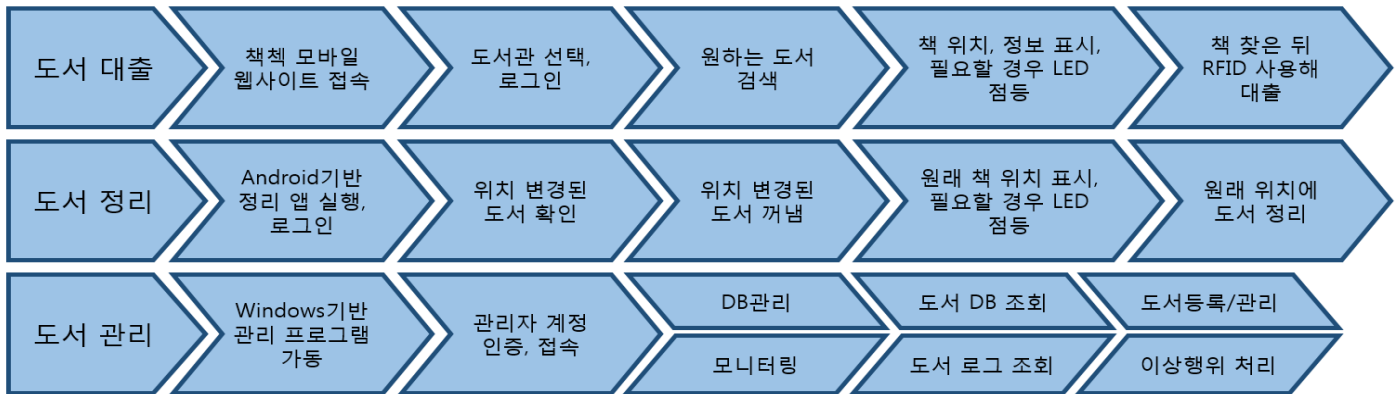 도서 대출
책첵 모바일
웹사이트 접속
도서관 선택,
로그인
원하는 도서
검색
책 위치, 정보 표시,
필요할 경우 LED
점등
책 찾은 뒤
RFID 사용해
대출
도서 정리
Android기반
정리 앱 실행,
로그인
위치 변경된
도서 확인
위치 변경된
도서 꺼냄
원래 책 위치 표시,
필요할 경우 LED
점등
원래 위치에
도서 정리
도서 관리
Windows기반
관리 프로그램
가동
관리자 계정
인증, 접속
DB관리
도서 DB 조회
도서등록/관리
모니터링
도서 로그 조회
이상행위 처리